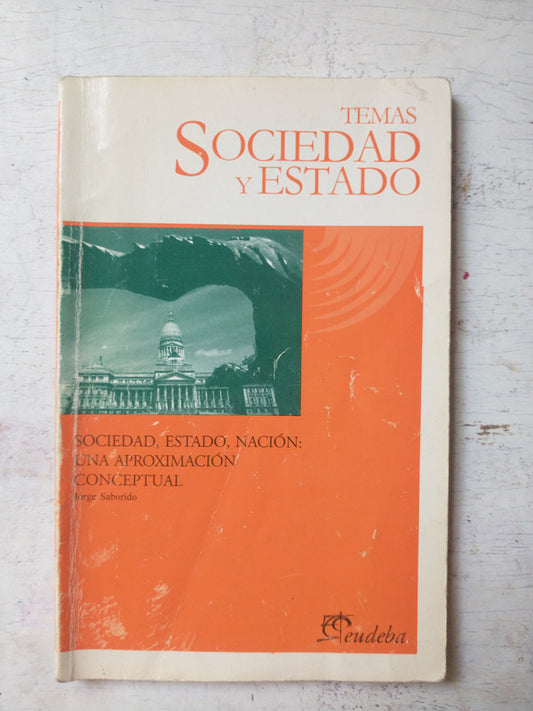 TEMAS
SOCIEDAD
Y ESTADO
SOCIEDAD, ESTADO, NACIÓN:
UNA APROXIMACIÓN
CONCEPTUAL
Jorge Saborido
eudeba